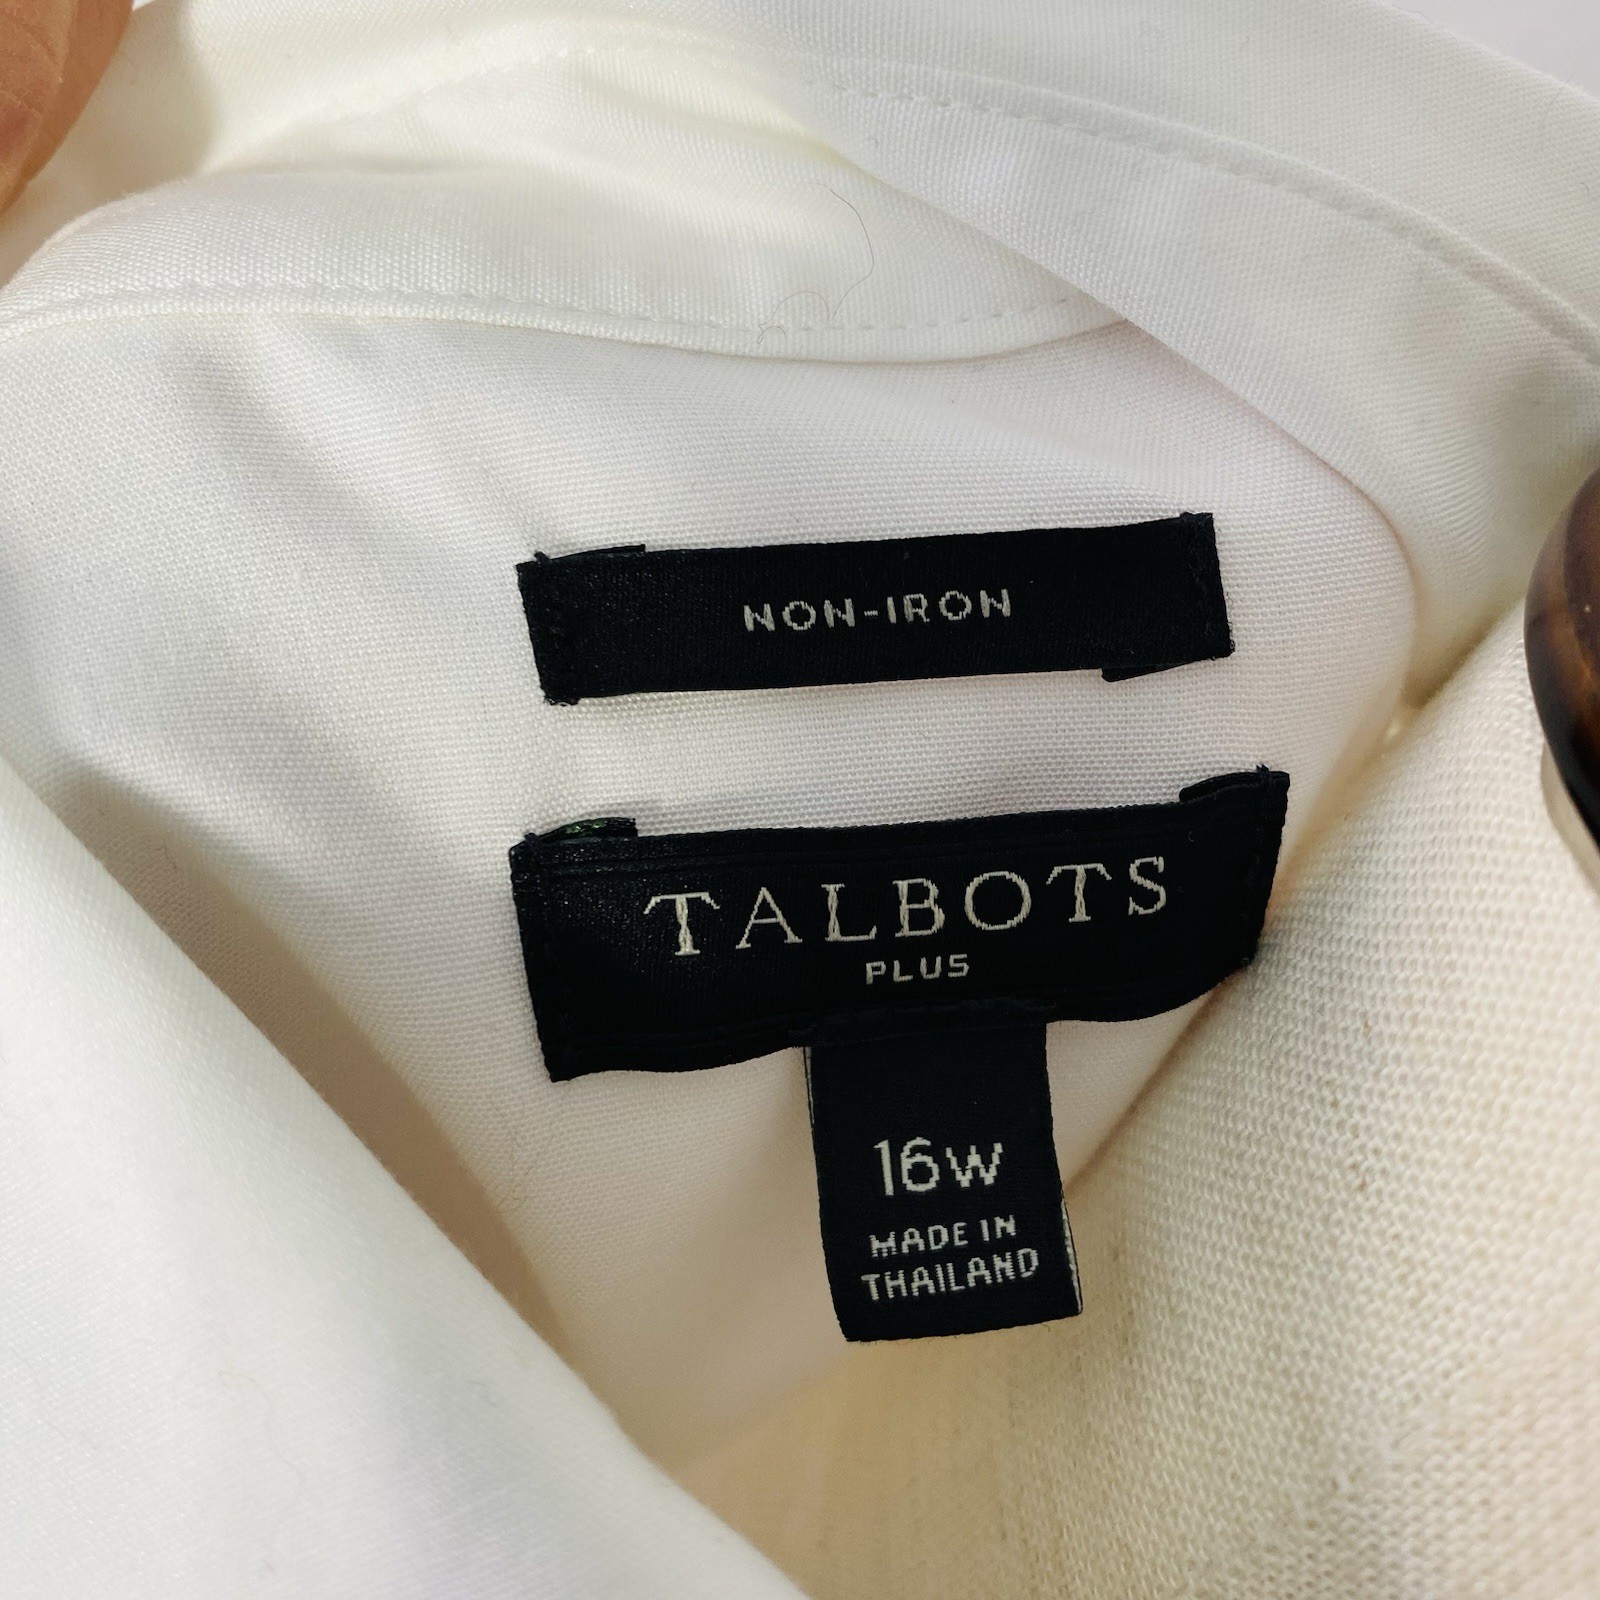 NON-IRON
TALBOTS
PLUS
16W
MADE IN
THAILAND